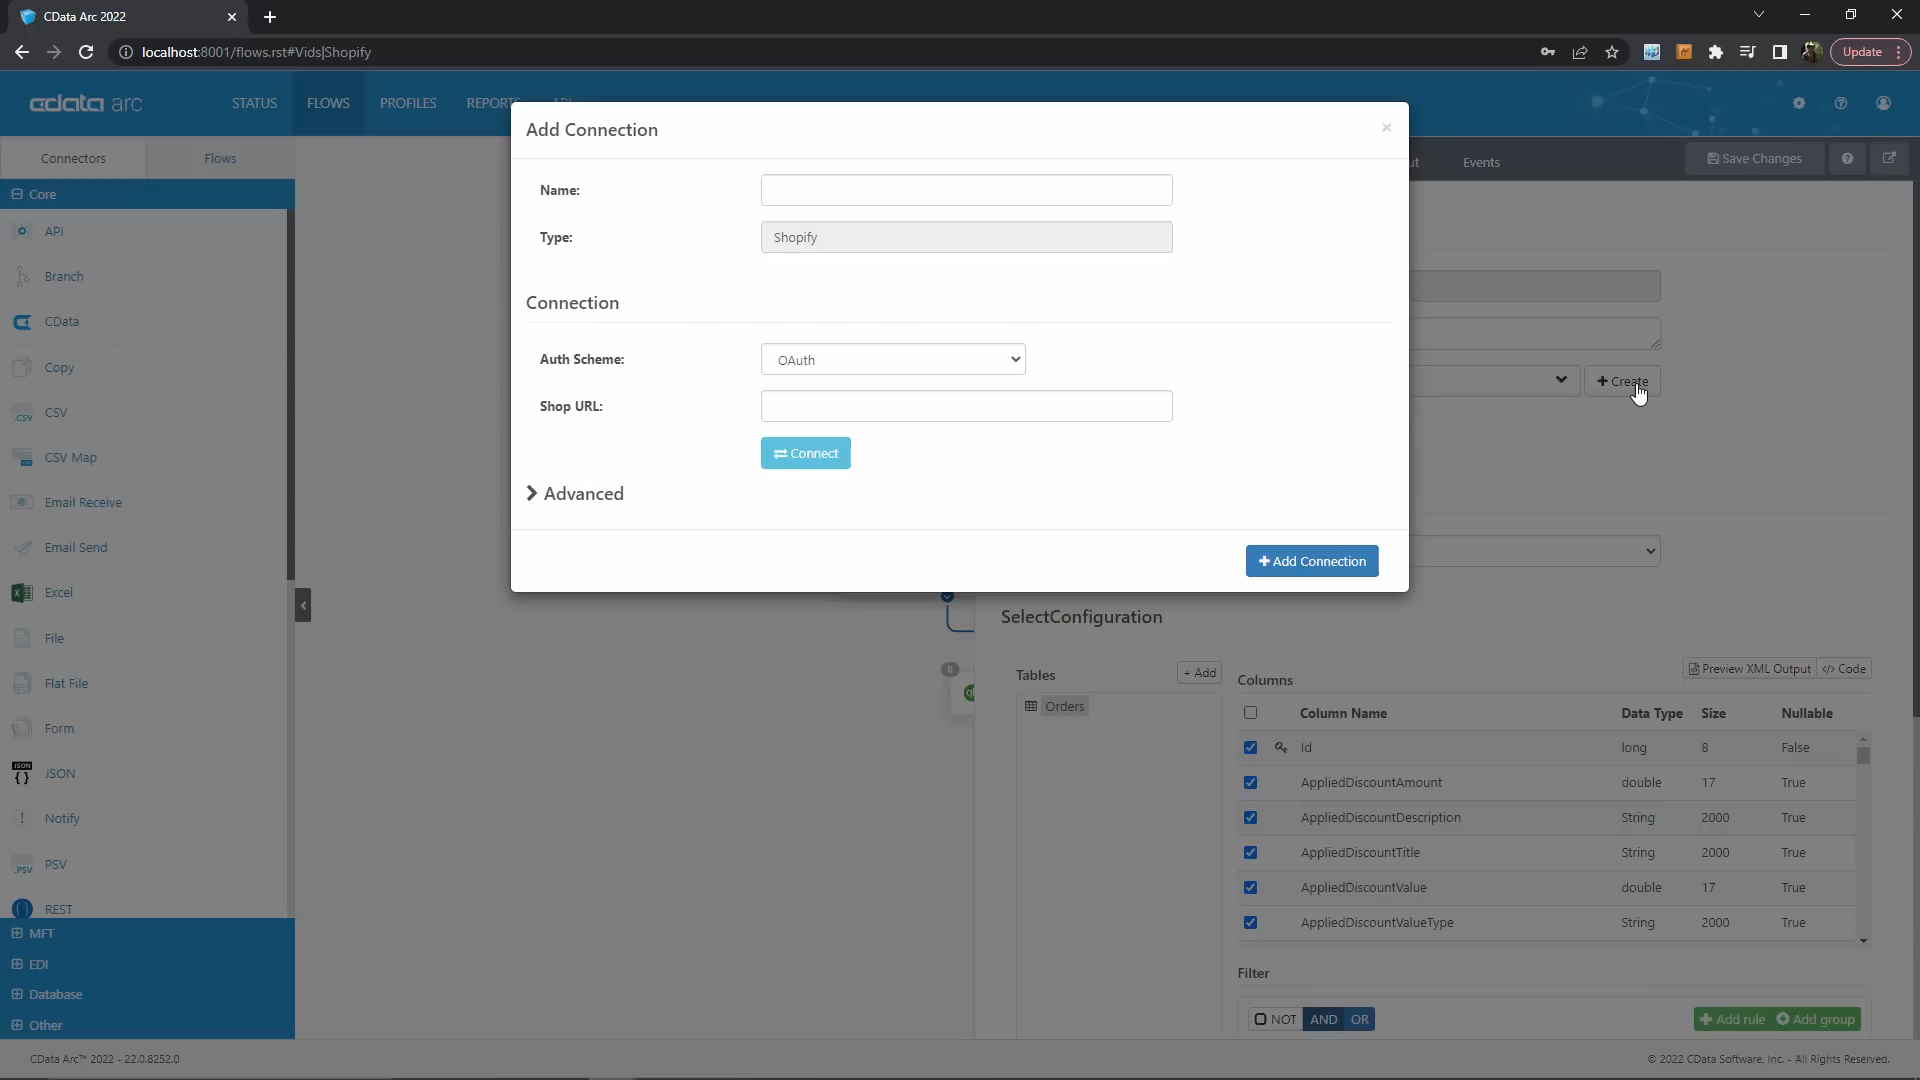 CData Arc 2022
localhost:8001/flows.rst#Vids|Shopify
Update
cdata arc
STATUS
FLOWS
PROFILES
REPORTS
API
Connectors
Flows
Core
API
Branch
CData
Copy
CSV
CSV Map
Email Receive
Email Send
Excel
File
Flat File
Form
JSON
Notify
PSV
REST
MFT
EDI
Database
Other
Add Connection
Name:
Type:
Shopify
Connection
Auth Scheme:
OAuth
Shop URL:
Connect
Advanced
Add Connection
Events
Save Changes
Create
SelectConfiguration
Tables
+ Add
Orders
Columns
Preview XML Output
</> Code
Column Name Data Type Size Nullable
Id long 8 False
AppliedDiscountAmount double 17 True
AppliedDiscountDescription String 2000 True
AppliedDiscountTitle String 2000 True
AppliedDiscountValue double 17 True
AppliedDiscountValueType String 2000 True
Filter
NOT AND OR
Add rule Add group
CData Arc™ 2022 - 22.0.8252.0
© 2022 CData Software, Inc. - All Rights Reserved.